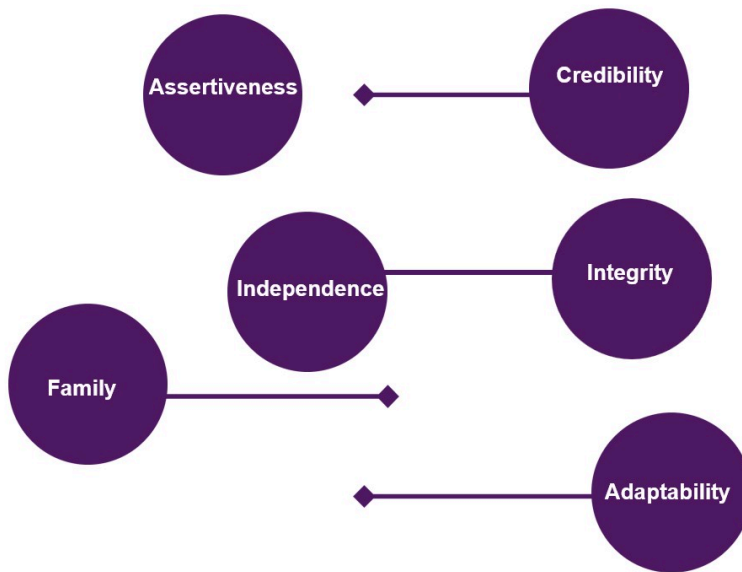 Assertiveness
Credibility
Independence
Integrity
Family
Adaptability